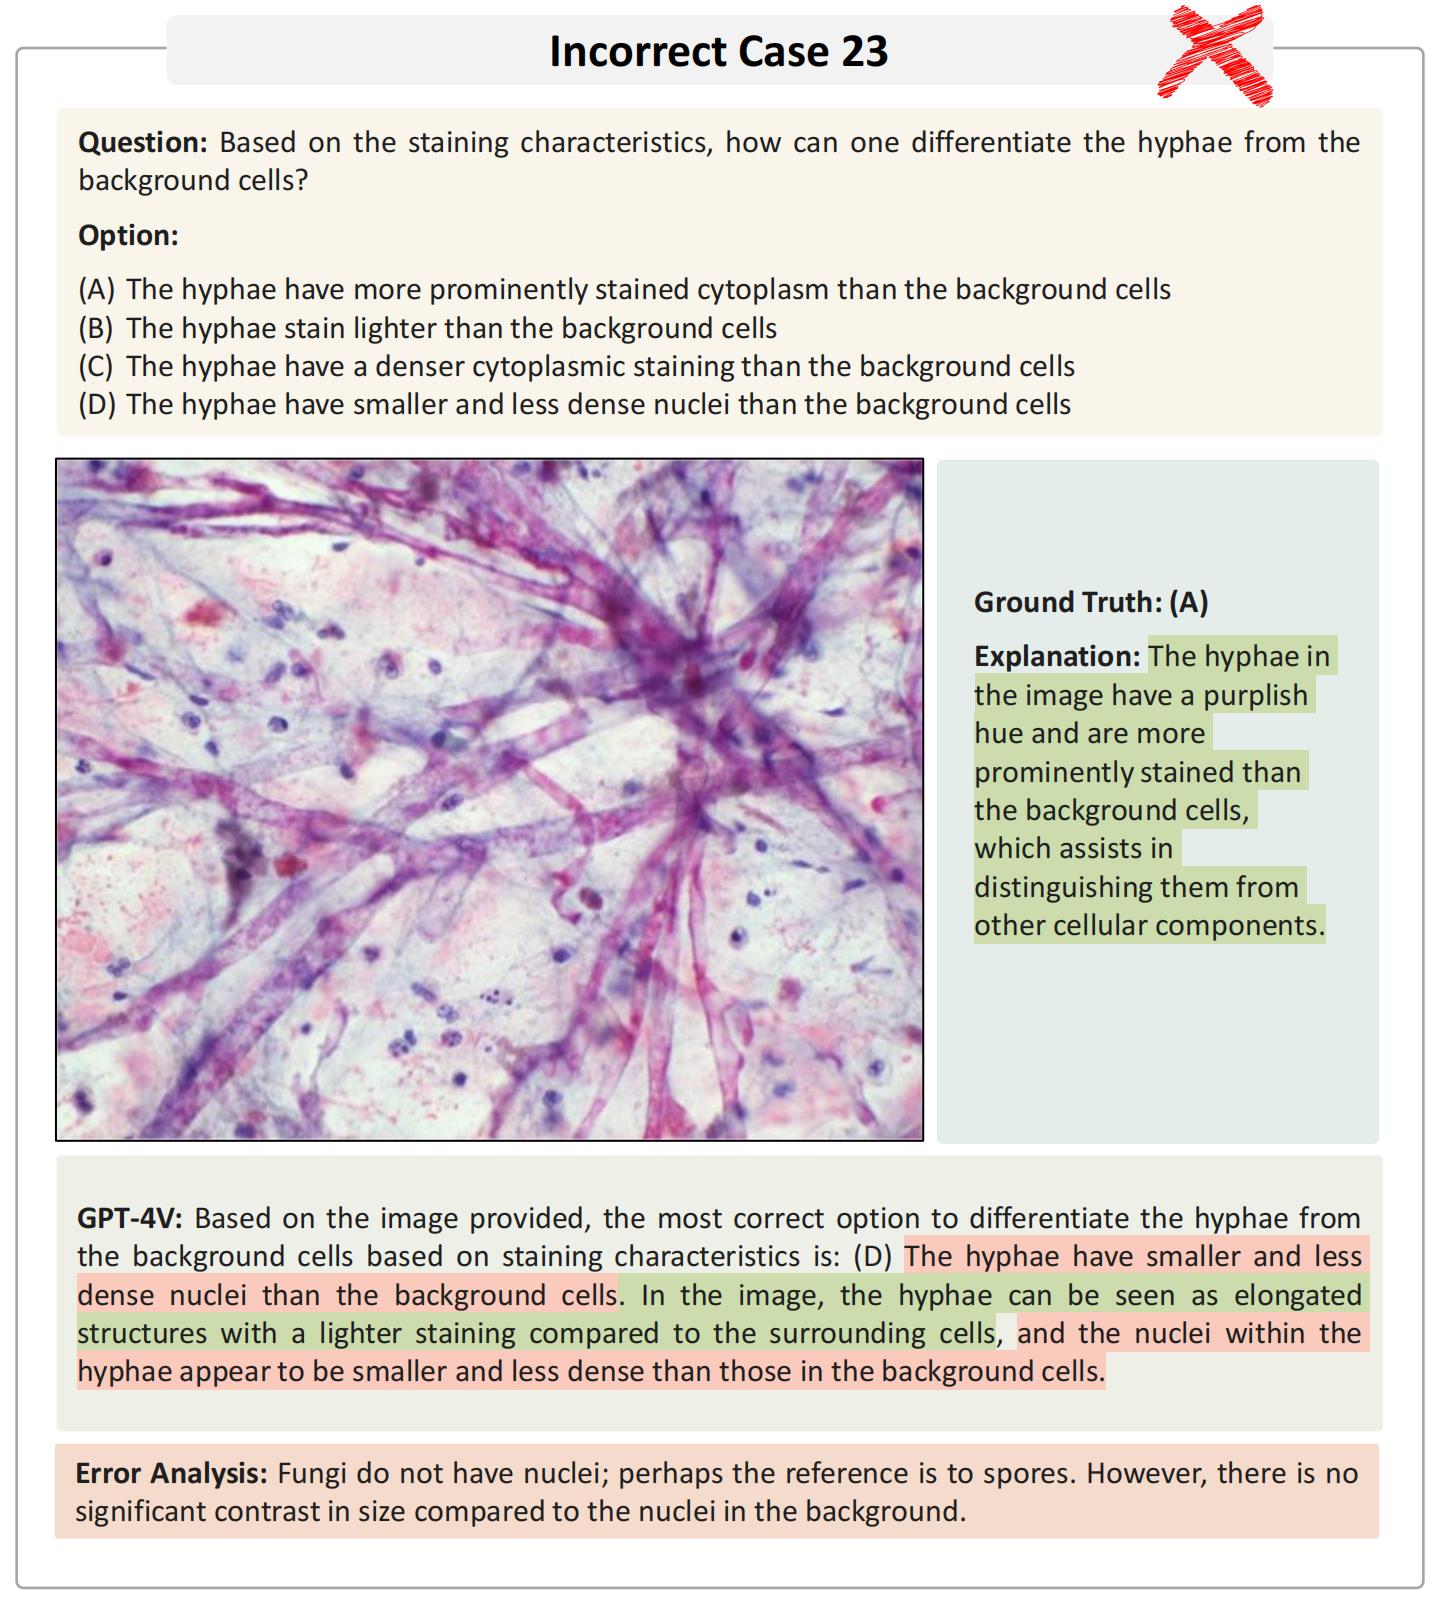 Incorrect Case 23
Question: Based on the staining characteristics, how can one differentiate the hyphae from the
background cells?
Option:
(A) The hyphae have more prominently stained cytoplasm than the background cells
(B) The hyphae stain lighter than the background cells
(C) The hyphae have a denser cytoplasmic staining than the background cells
(D) The hyphae have smaller and less dense nuclei than the background cells
Ground Truth: (A)
Explanation: The hyphae in
the image have a purplish
hue and are more
prominently stained than
the background cells,
which assists in
distinguishing them from
other cellular components.
GPT-4V: Based on the image provided, the most correct option to differentiate the hyphae from
the background cells based on staining characteristics is: (D) The hyphae have smaller and less
dense nuclei than the background cells. In the image, the hyphae can be seen as elongated
structures with a lighter staining compared to the surrounding cells, and the nuclei within the
hyphae appear to be smaller and less dense than those in the background cells.
Error Analysis: Fungi do not have nuclei; perhaps the reference is to spores. However, there is no
significant contrast in size compared to the nuclei in the background.